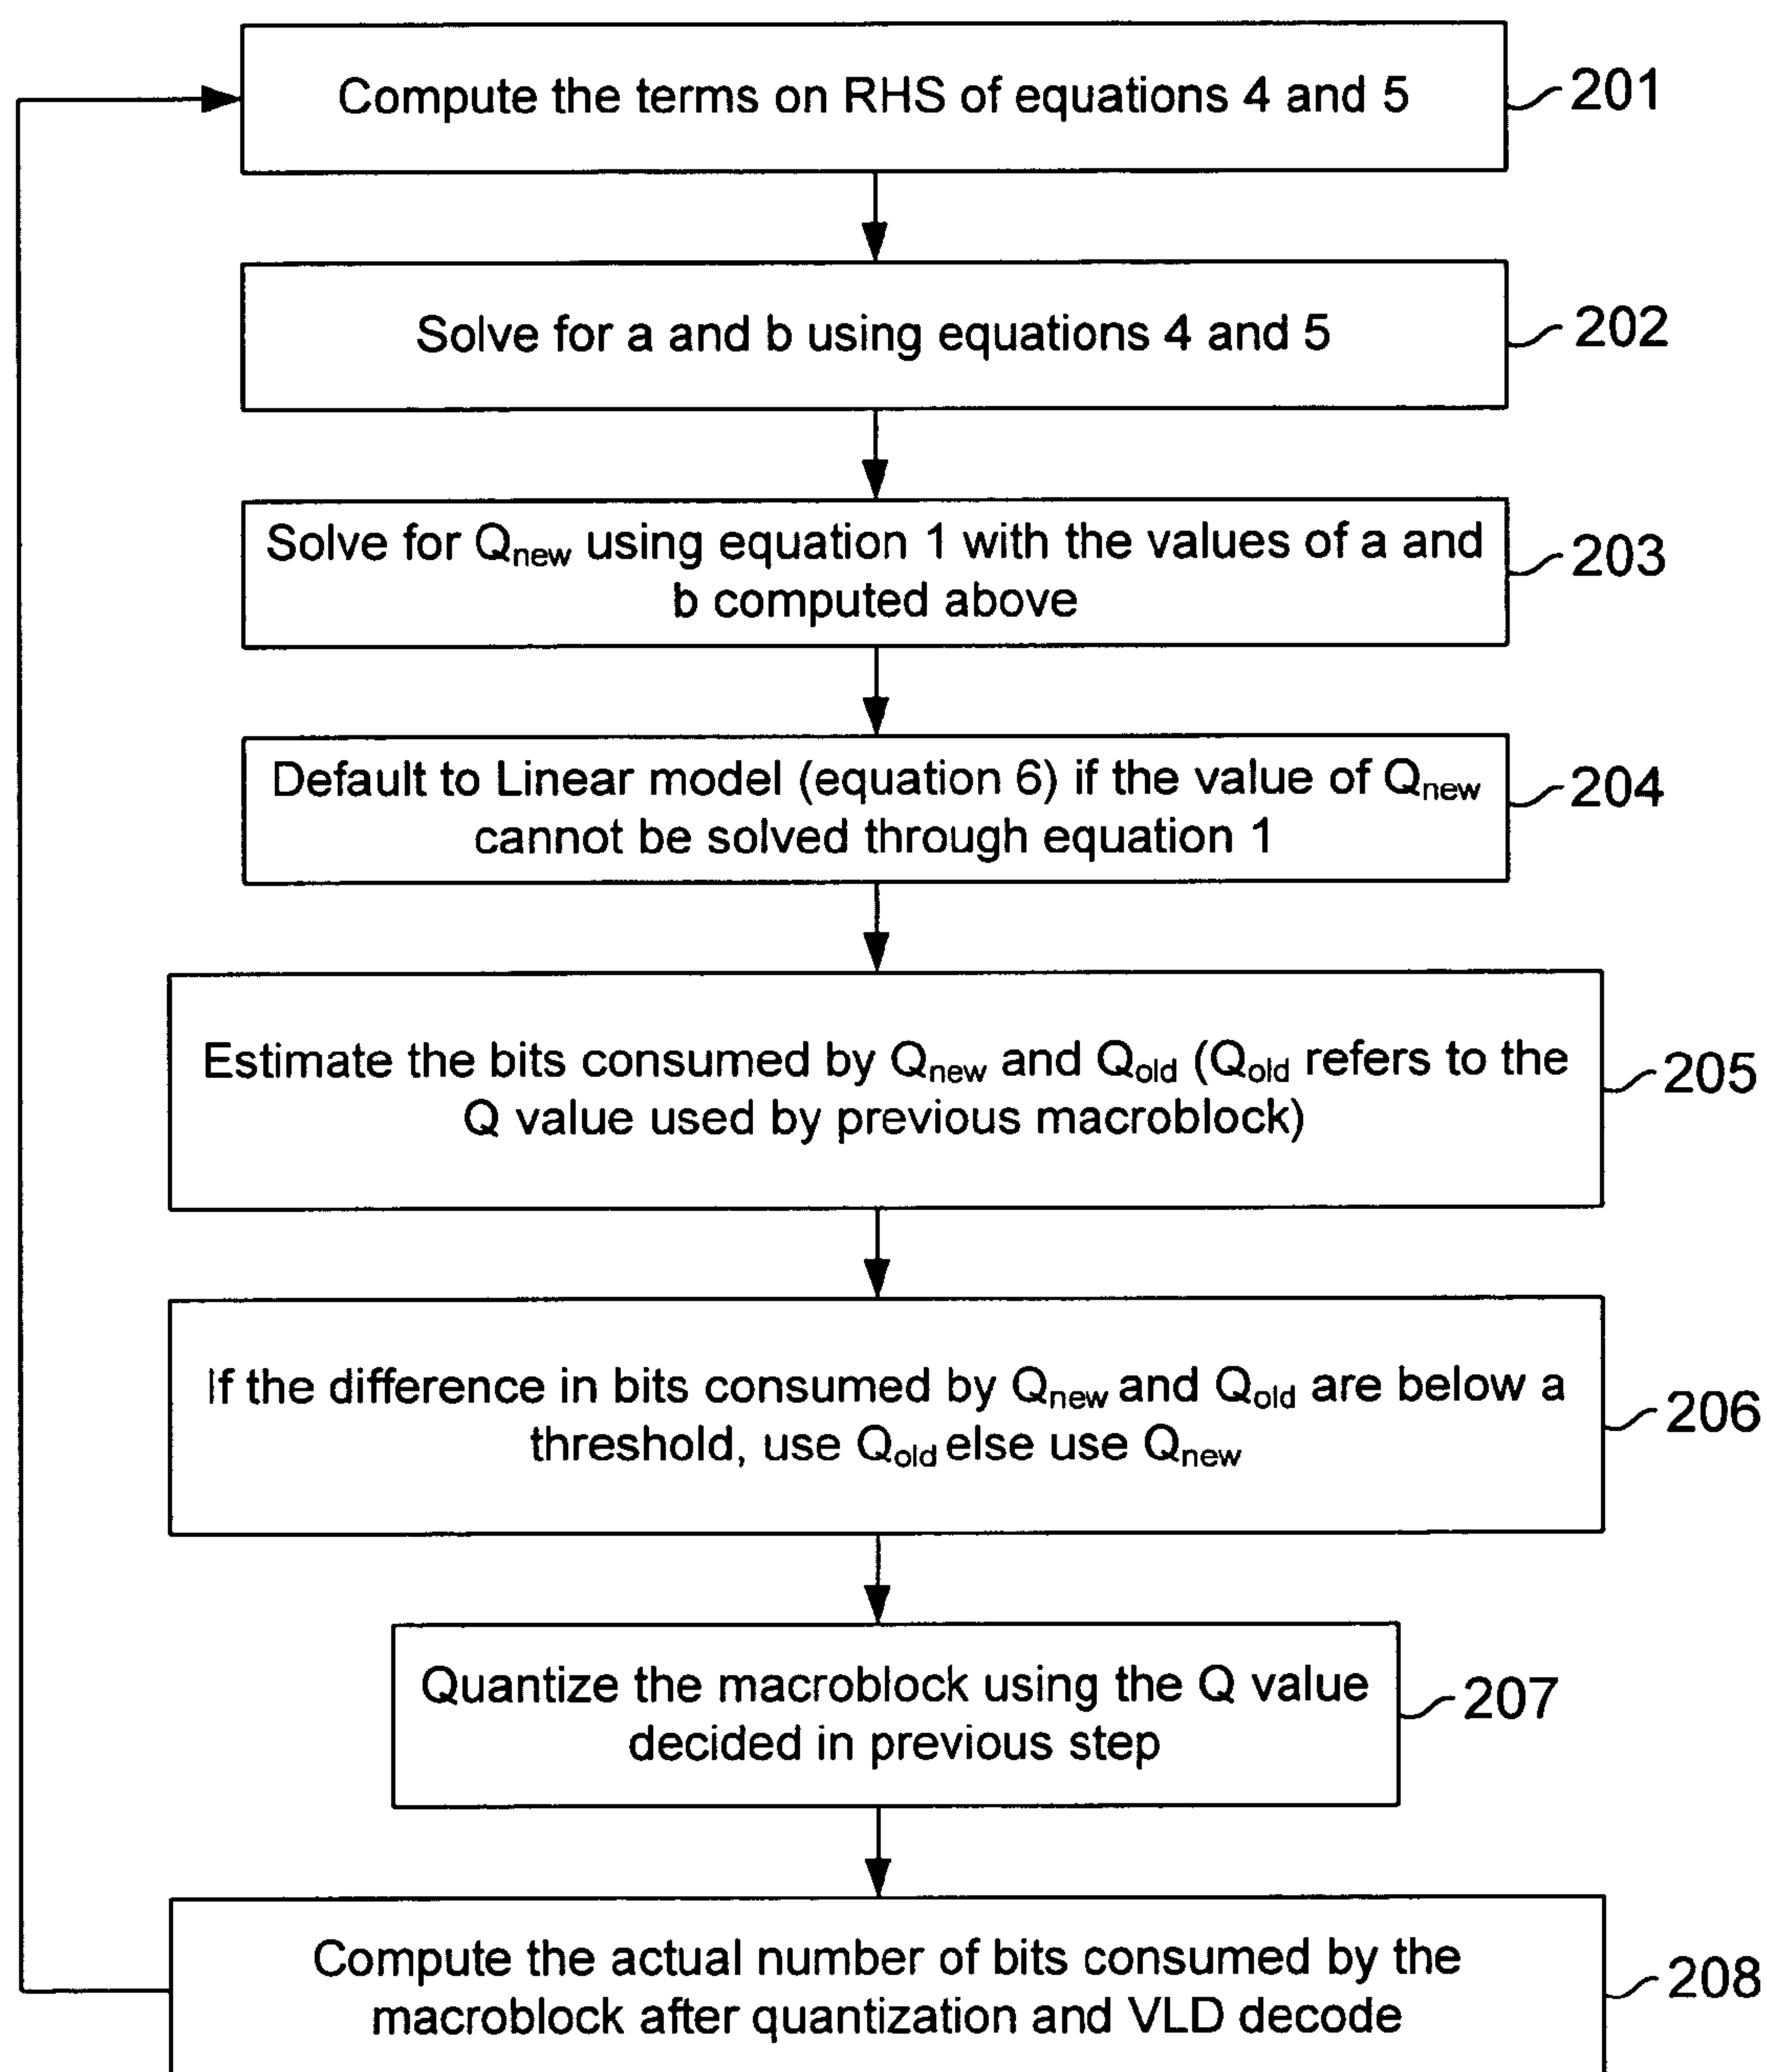 Compute the terms on RHS of equations 4 and 5
201
Solve for a and b using equations 4 and 5
202
Solve for Qnew using equation 1 with the values of a and
b computed above
203
Default to Linear model (equation 6) if the value of Qnew
cannot be solved through equation 1
204
Estimate the bits consumed by Qnew and Qold (Qold refers to the
Q value used by previous macroblock)
205
If the difference in bits consumed by Qnew and Qold are below a
threshold, use Qold else use Qnew
206
Quantize the macroblock using the Q value
decided in previous step
207
Compute the actual number of bits consumed by the
macroblock after quantization and VLD decode
208